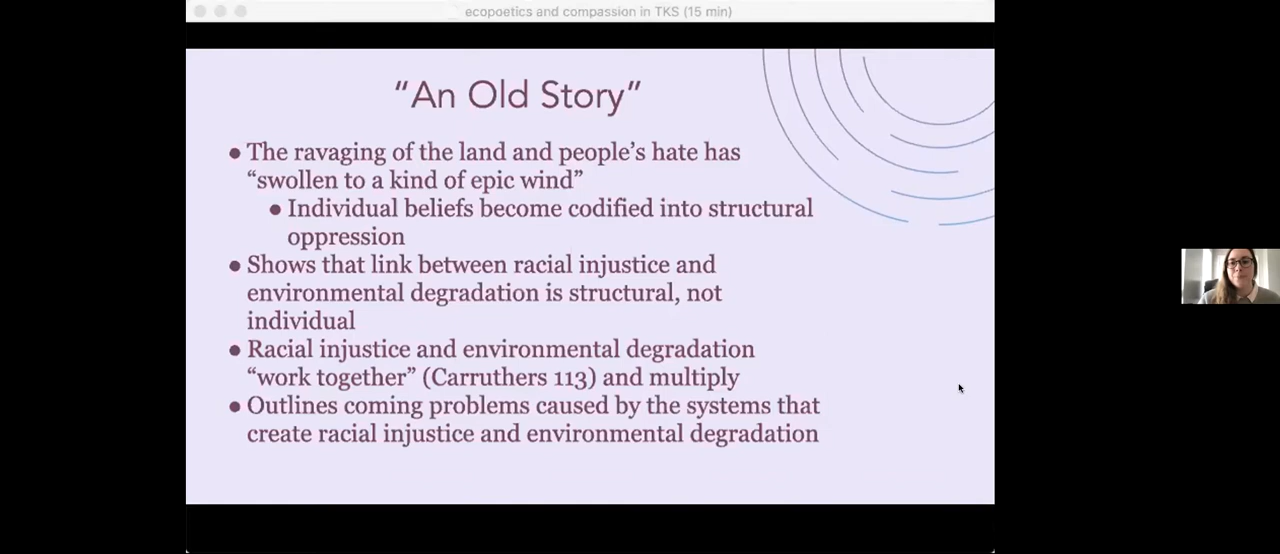 ecopoetics and compassion in TKS (15 min)
“An Old Story”
● The ravaging of the land and people’s hate has
“swollen to a kind of epic wind”
● Individual beliefs become codified into structural
oppression
● Shows that link between racial injustice and
environmental degradation is structural, not
individual
● Racial injustice and environmental degradation
“work together” (Carruthers 113) and multiply
● Outlines coming problems caused by the systems that
create racial injustice and environmental degradation